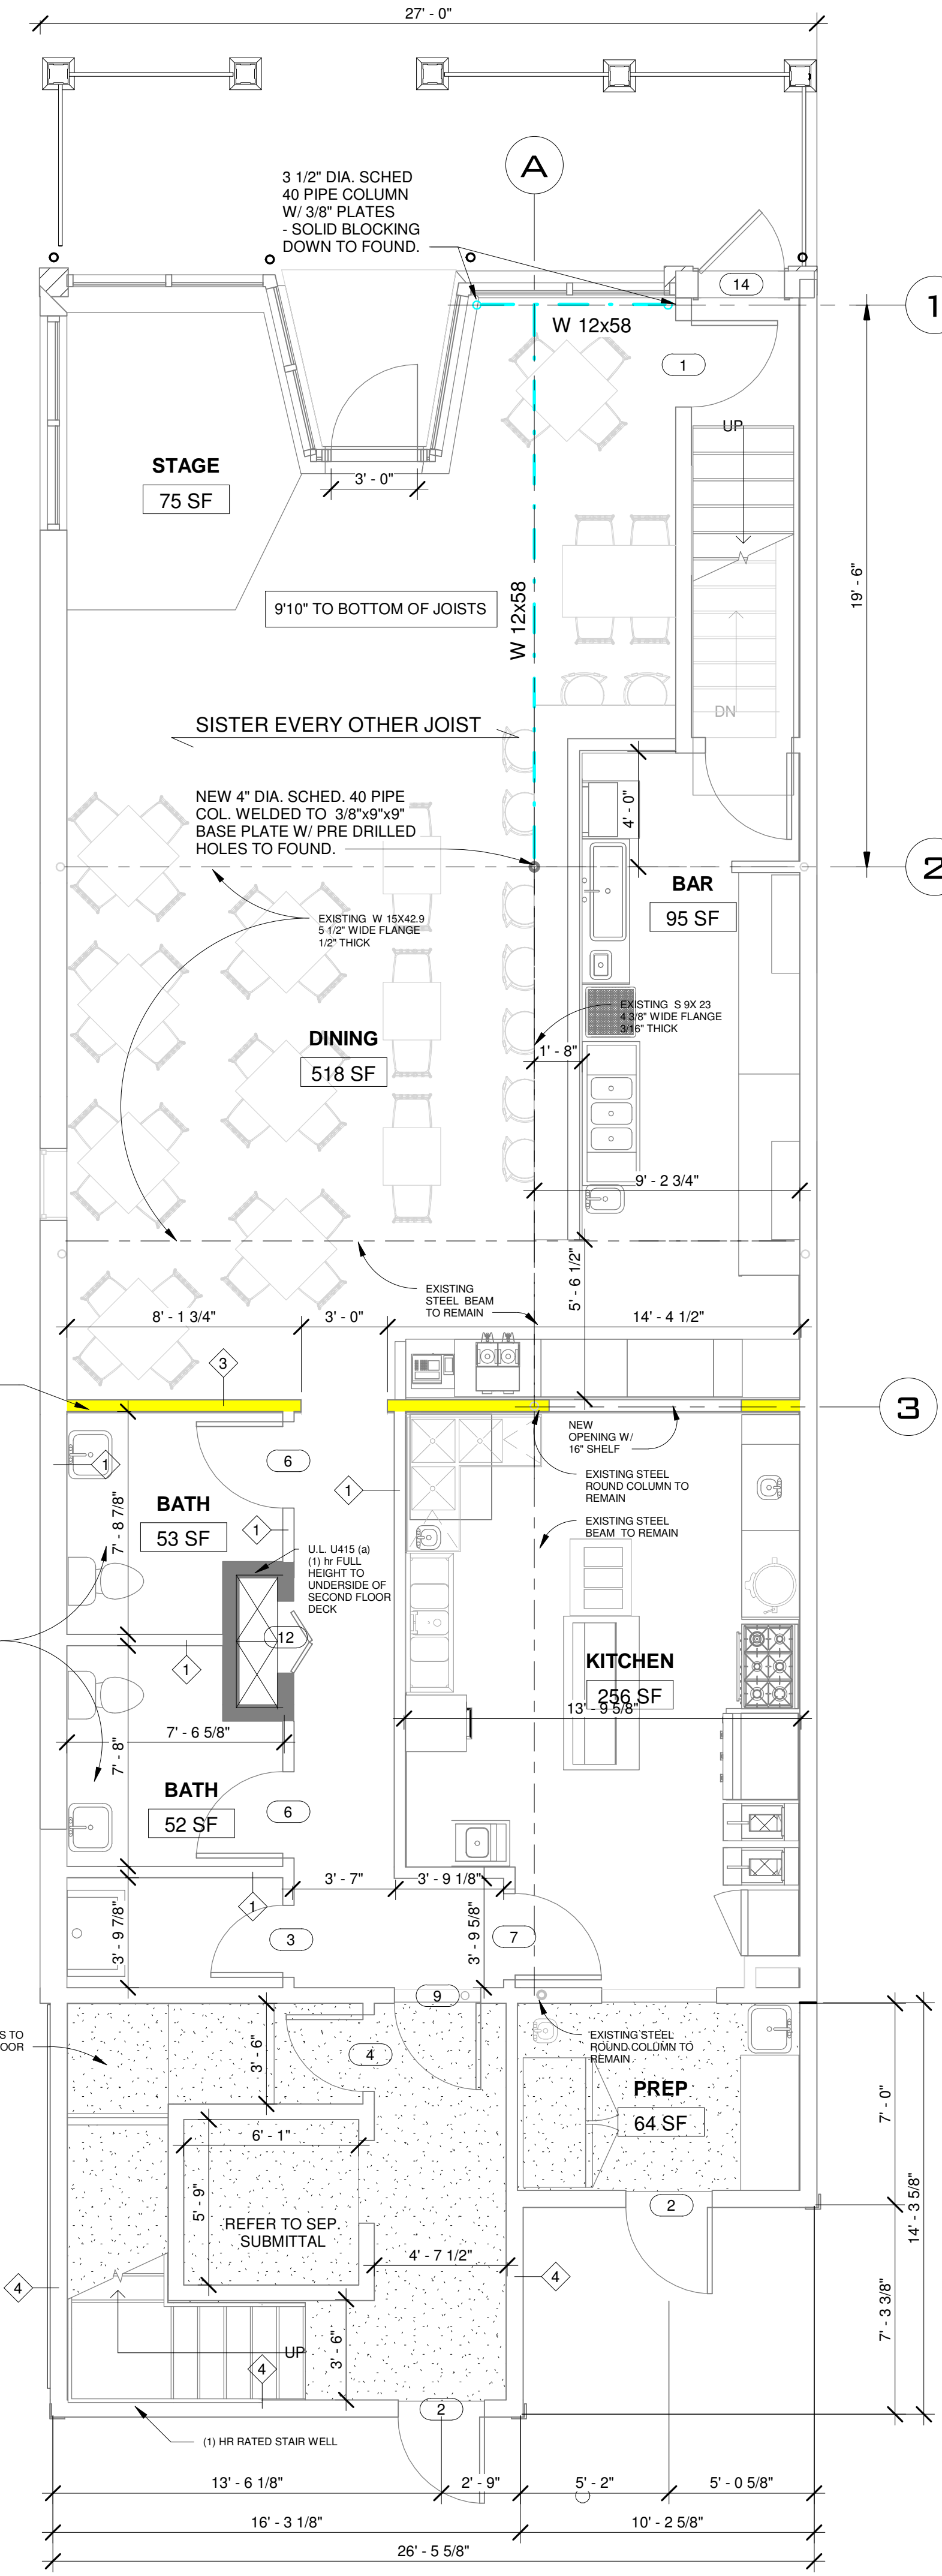 27' - 0"
A
3 1/2" DIA. SCHED
40 PIPE COLUMN
W/ 3/8" PLATES
- SOLID BLOCKING
DOWN TO FOUND.
14
1
W 12x58
1
UP
STAGE
75 SF
3' - 0"
9'10" TO BOTTOM OF JOISTS
W 12x58
19' - 6"
DN
SISTER EVERY OTHER JOIST
NEW 4" DIA. SCHED. 40 PIPE
COL. WELDED TO 3/8"x9"x9"
BASE PLATE W/ PRE DRILLED
HOLES TO FOUND.
4' - 0"
2
BAR
95 SF
EXISTING W 15X42.9
5 1/2" WIDE FLANGE
1/2" THICK
EXISTING S 9X 23
4 3/8" WIDE FLANGE
3/16" THICK
DINING
518 SF
1' - 8"
9' - 2 3/4"
5' - 6 1/2"
EXISTING
STEEL BEAM
TO REMAIN
8' - 1 3/4"
3' - 0"
14' - 4 1/2"
3
3
NEW
OPENING W/
16" SHELF
6
1
1
EXISTING STEEL
ROUND COLUMN TO
REMAIN
BATH
53 SF
7' - 8 7/8"
1
EXISTING STEEL
BEAM TO REMAIN
U.L. U415 (a)
(1) hr FULL
HEIGHT TO
UNDERSIDE OF
SECOND FLOOR
DECK
12
1
KITCHEN
256 SF
13' - 9 5/8"
7' - 6 5/8"
7' - 8"
BATH
52 SF
6
3' - 7"
3' - 9 1/8"
1
3' - 9 7/8"
3
3' - 9 5/8"
7
9
S TO
OOR
3' - 6"
4
EXISTING STEEL
ROUND COLUMN TO
REMAIN
PREP
64 SF
7' - 0"
6' - 1"
5' - 9"
REFER TO SEP.
SUBMITTAL
2
14' - 3 5/8"
4' - 7 1/2"
4
4
7' - 3 3/8"
UP
3' - 6"
4
2
(1) HR RATED STAIR WELL
13' - 6 1/8"
2' - 9"
5' - 2"
5' - 0 5/8"
16' - 3 1/8"
10' - 2 5/8"
26' - 5 5/8"